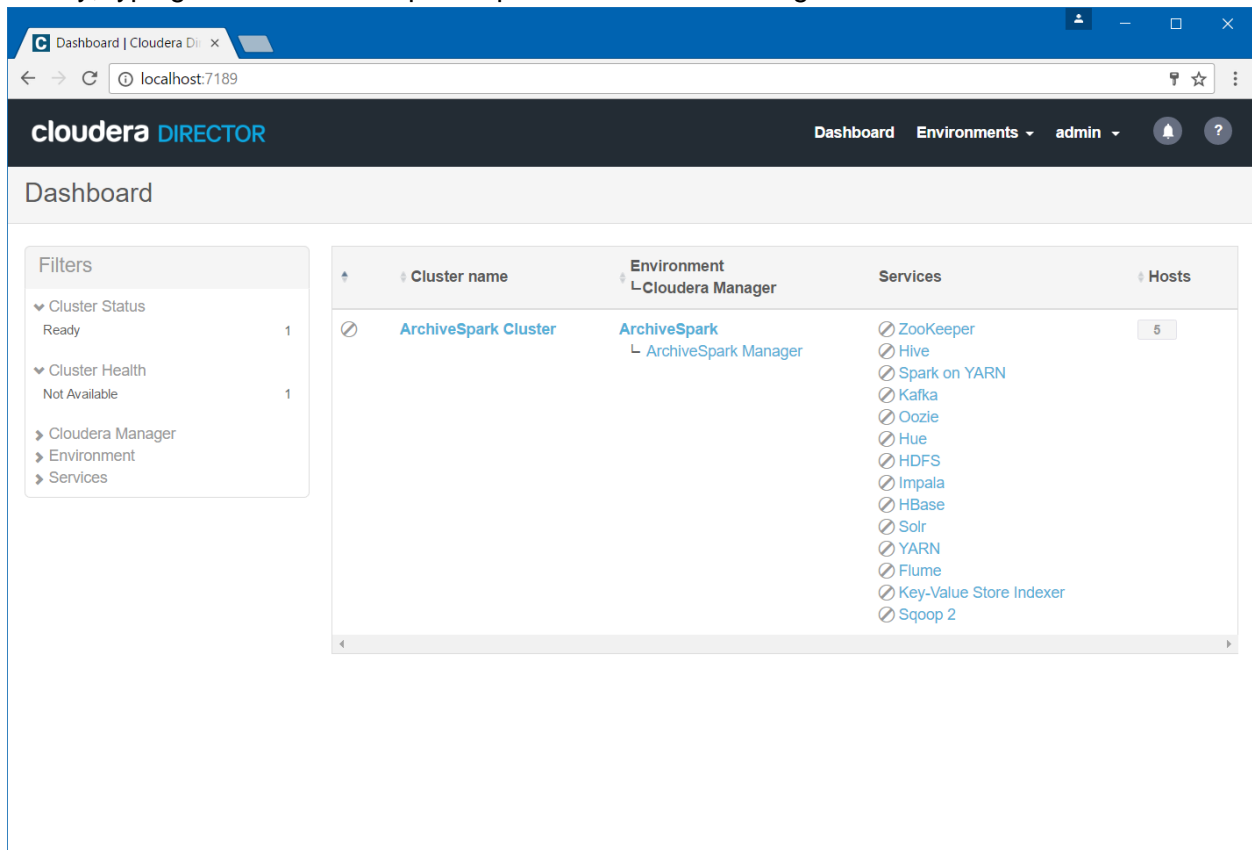 Dashboard | Cloudera Di
localhost:7189
cloudera DIRECTOR
Dashboard Environments admin ?
Dashboard
Filters
Cluster Status
Ready 1
Cluster Health
Not Available 1
Cloudera Manager
Environment
Services
Cluster name Environment Services Hosts
Cloudera Manager
ArchiveSpark Cluster ArchiveSpark ZooKeeper 5
ArchiveSpark Manager Hive
Spark on YARN
Kafka
Oozie
Hue
HDFS
Impala
HBase
Solr
YARN
Flume
Key-Value Store Indexer
Sqoop 2